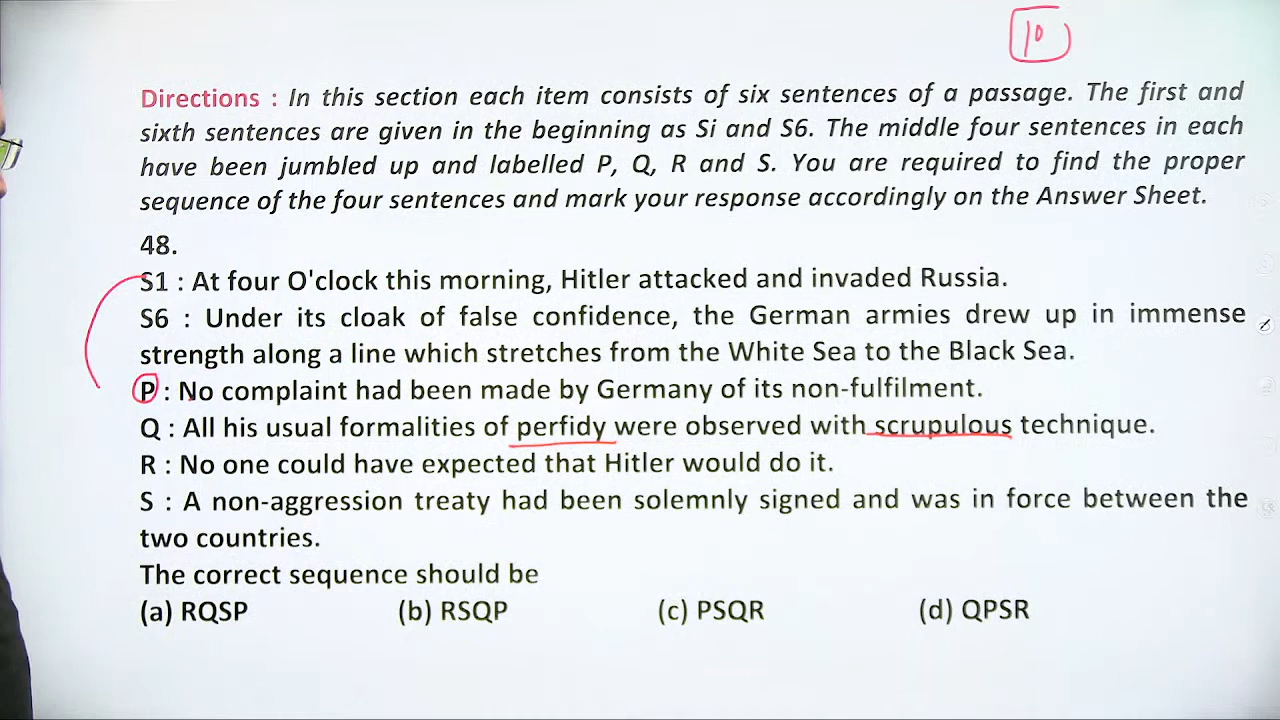 10
Directions : In this section each item consists of six sentences of a passage. The first and
sixth sentences are given in the beginning as Si and S6. The middle four sentences in each
have been jumbled up and labelled P, Q, R and S. You are required to find the proper
sequence of the four sentences and mark your response accordingly on the Answer Sheet.
48.
S1 : At four O'clock this morning, Hitler attacked and invaded Russia.
S6 : Under its cloak of false confidence, the German armies drew up in immense
strength along a line which stretches from the White Sea to the Black Sea.
P : No complaint had been made by Germany of its non-fulfilment.
Q : All his usual formalities of perfidy were observed with scrupulous technique.
R : No one could have expected that Hitler would do it.
S : A non-aggression treaty had been solemnly signed and was in force between the
two countries.
The correct sequence should be
(a) RQSP (b) RSQP (c) PSQR (d) QPSR